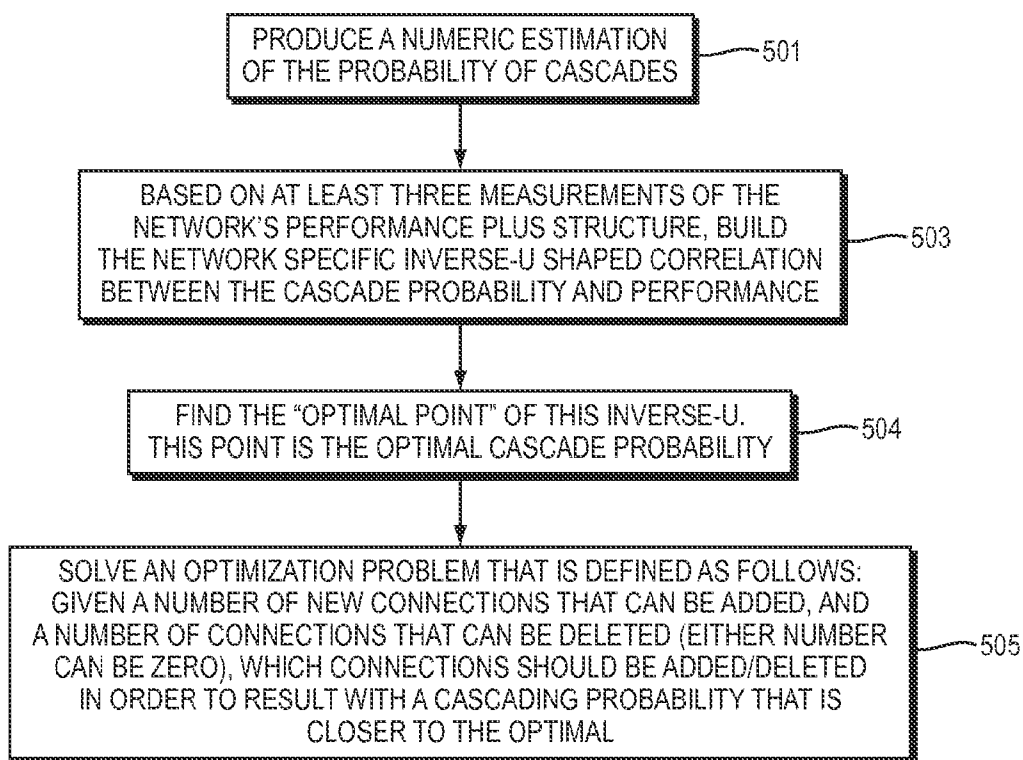 PRODUCE A NUMERIC ESTIMATION
OF THE PROBABILITY OF CASCADES
501
BASED ON AT LEAST THREE MEASUREMENTS OF THE
NETWORK'S PERFORMANCE PLUS STRUCTURE, BUILD
THE NETWORK SPECIFIC INVERSE-U SHAPED CORRELATION
BETWEEN THE CASCADE PROBABILITY AND PERFORMANCE
503
FIND THE “OPTIMAL POINT” OF THIS INVERSE-U.
THIS POINT IS THE OPTIMAL CASCADE PROBABILITY
504
SOLVE AN OPTIMIZATION PROBLEM THAT IS DEFINED AS FOLLOWS:
GIVEN A NUMBER OF NEW CONNECTIONS THAT CAN BE ADDED, AND
A NUMBER OF CONNECTIONS THAT CAN BE DELETED (EITHER NUMBER
CAN BE ZERO), WHICH CONNECTIONS SHOULD BE ADDED/DELETED
IN ORDER TO RESULT WITH A CASCADING PROBABILITY THAT IS
CLOSER TO THE OPTIMAL
505